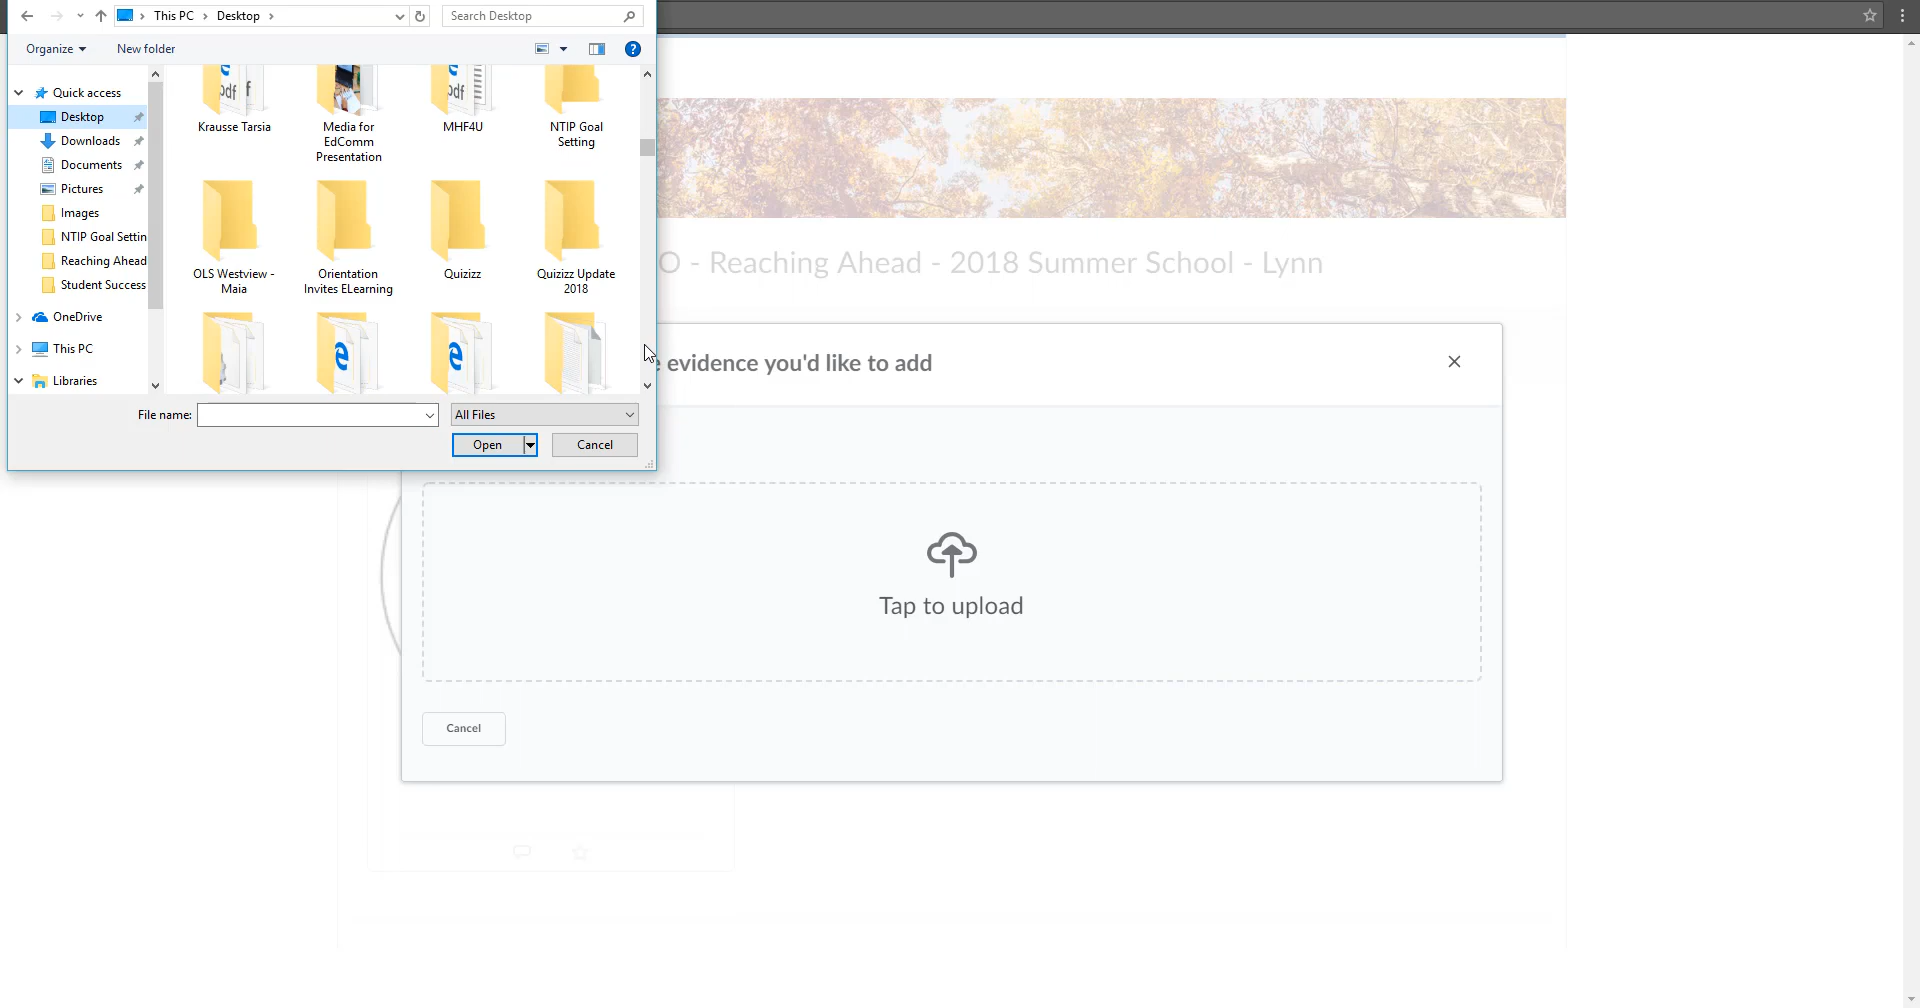 This PC > Desktop >
Search Desktop
Organize
New folder
Quick access
Desktop
Downloads
Documents
Pictures
Images
NTIP Goal Settin
Reaching Ahead
Student Success
OneDrive
This PC
Libraries
pdf
f
pdf
Krausse Tarsia
Media for
EdComm
Presentation
MHF4U
NTIP Goal
Setting
OLS Westview -
Maia
Orientation
Invites ELearning
Quizizz
Quizizz Update
2018
File name:
All Files
Open
Cancel
O - Reaching Ahead - 2018 Summer School - Lynn
e evidence you'd like to add
Tap to upload
Cancel